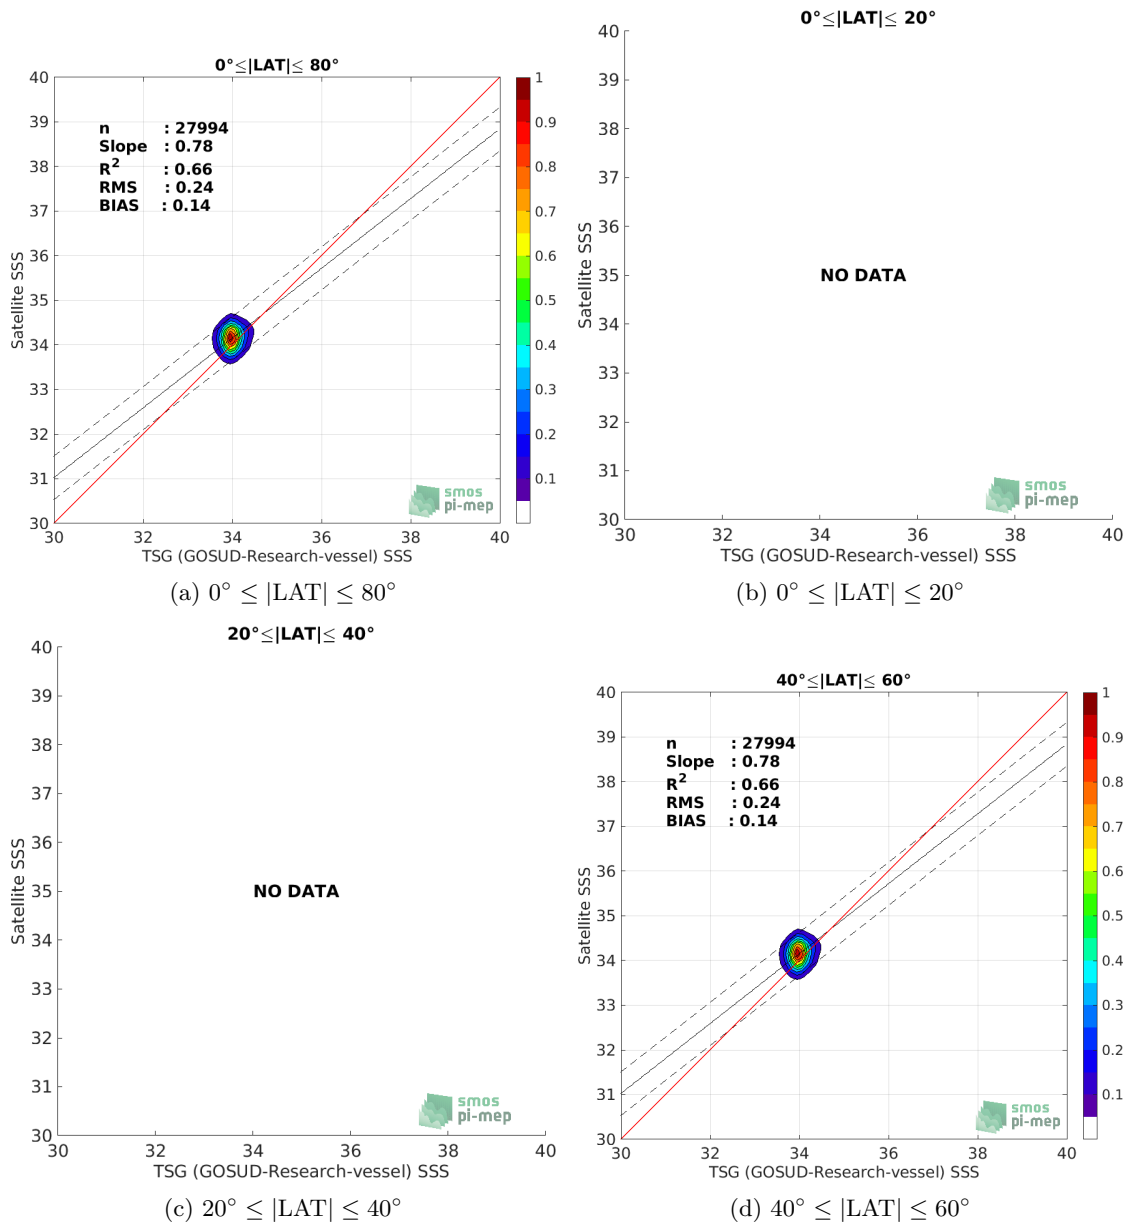 0°≤|LAT|≤ 80°
40
39
38
37
36
35
34
33
32
31
30
Satellite SSS
n : 27994
Slope : 0.78
R2 : 0.66
RMS : 0.24
BIAS : 0.14
1
0.9
0.8
0.7
0.6
0.5
0.4
0.3
0.2
0.1
smos
pi-mep
30 32 34 36 38 40
TSG (GOSUD-Research-vessel) SSS
(a) 0° ≤ |LAT| ≤ 80°
0°≤|LAT|≤ 20°
40
39
38
37
36
35
34
33
32
31
30
Satellite SSS
NO DATA
smos
pi-mep
30 32 34 36 38 40
TSG (GOSUD-Research-vessel) SSS
(b) 0° ≤ |LAT| ≤ 20°
20°≤|LAT|≤ 40°
40
39
38
37
36
35
34
33
32
31
30
Satellite SSS
NO DATA
smos
pi-mep
30 32 34 36 38 40
TSG (GOSUD-Research-vessel) SSS
(c) 20° ≤ |LAT| ≤ 40°
40°≤|LAT|≤ 60°
40
39
38
37
36
35
34
33
32
31
30
Satellite SSS
n : 27994
Slope : 0.78
R2 : 0.66
RMS : 0.24
BIAS : 0.14
1
0.9
0.8
0.7
0.6
0.5
0.4
0.3
0.2
0.1
smos
pi-mep
30 32 34 36 38 40
TSG (GOSUD-Research-vessel) SSS
(d) 40° ≤ |LAT| ≤ 60°